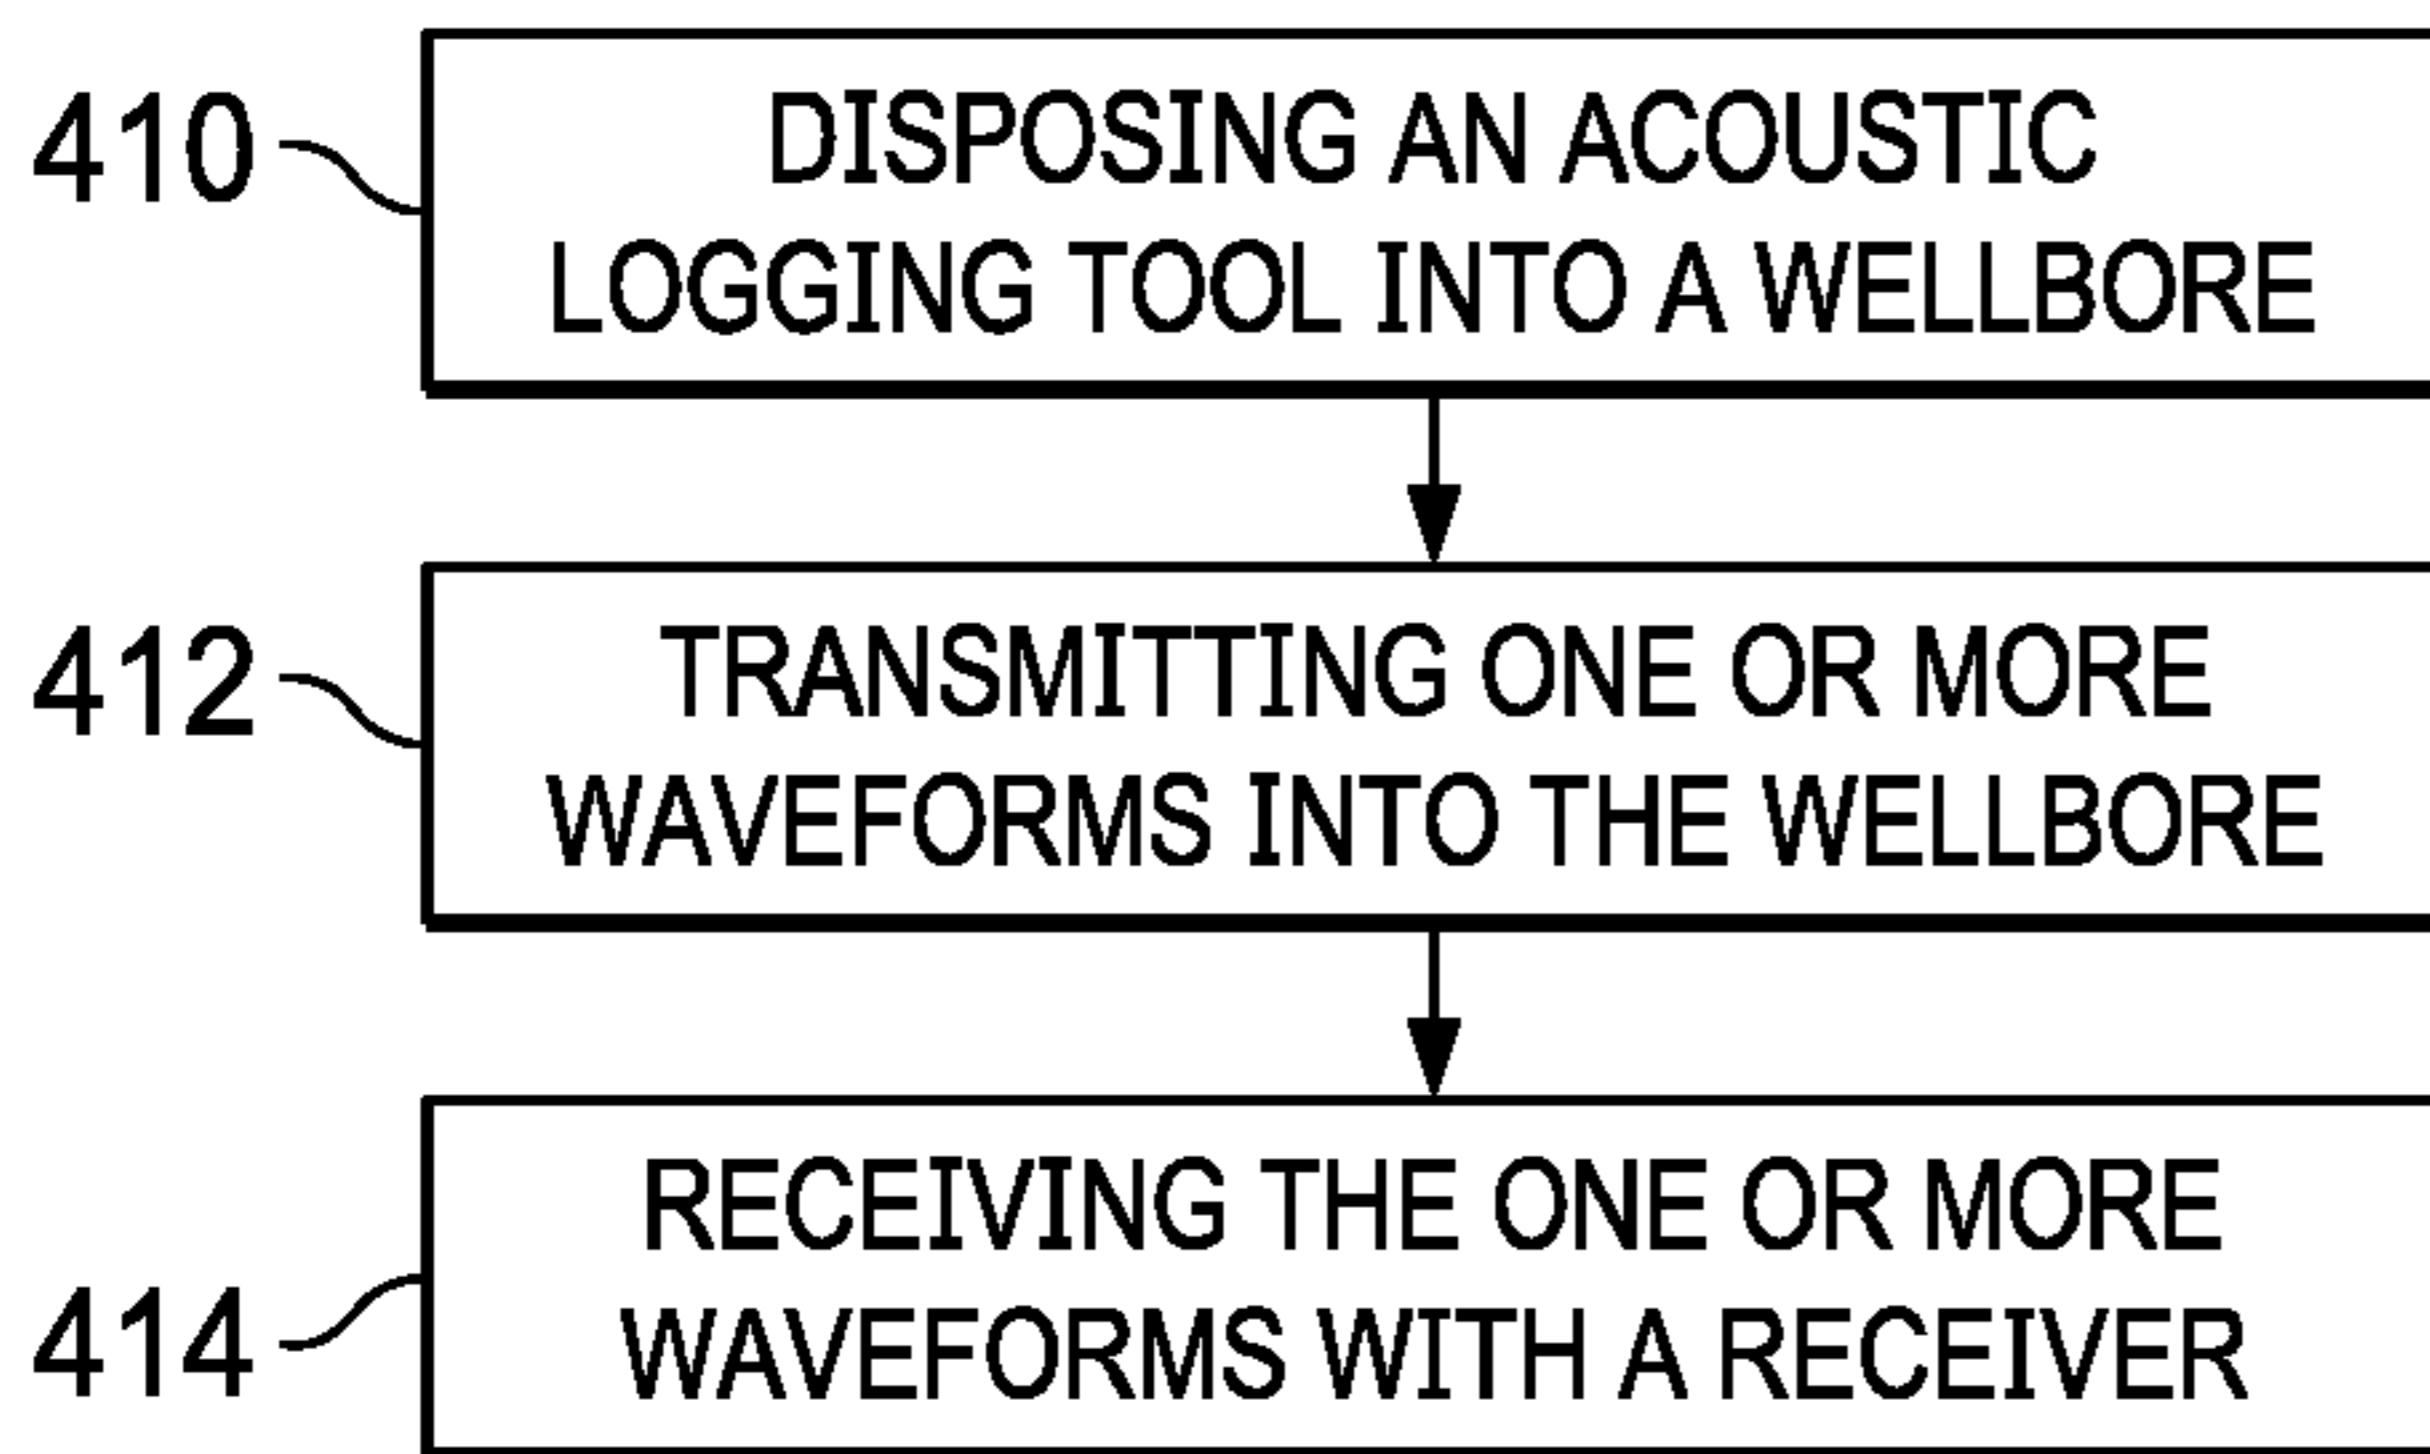 410
DISPOSING AN ACOUSTIC
LOGGING TOOL INTO A WELLBORE
412
TRANSMITTING ONE OR MORE
WAVEFORMS INTO THE WELLBORE
414
RECEIVING THE ONE OR MORE
WAVEFORMS WITH A RECEIVER